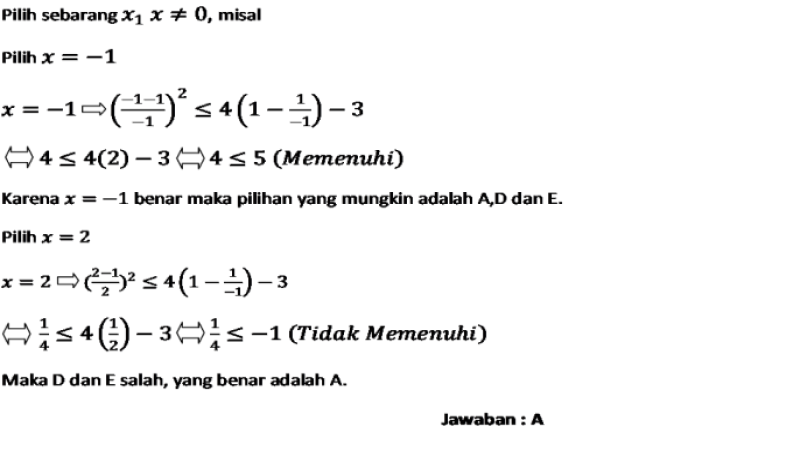 Pilih sebarang x₁ x ≠ 0, misal
Pilih x = −1
x = −1 ⇨ ((−1−1)/(−1))² ≤ 4(1 − 1/(−1)) − 3
⇔ 4 ≤ 4(2) − 3 ⇔ 4 ≤ 5 (Memenuhi)
Karena x = −1 benar maka pilihan yang mungkin adalah A,D dan E.
Pilih x = 2
x = 2 ⇨ ((2−1)/2)² ≤ 4(1 − 1/(−1)) − 3
⇔ 1/4 ≤ 4(1/2) − 3 ⇔ 1/4 ≤ −1 (Tidak Memenuhi)
Maka D dan E salah, yang benar adalah A.
Jawaban : A